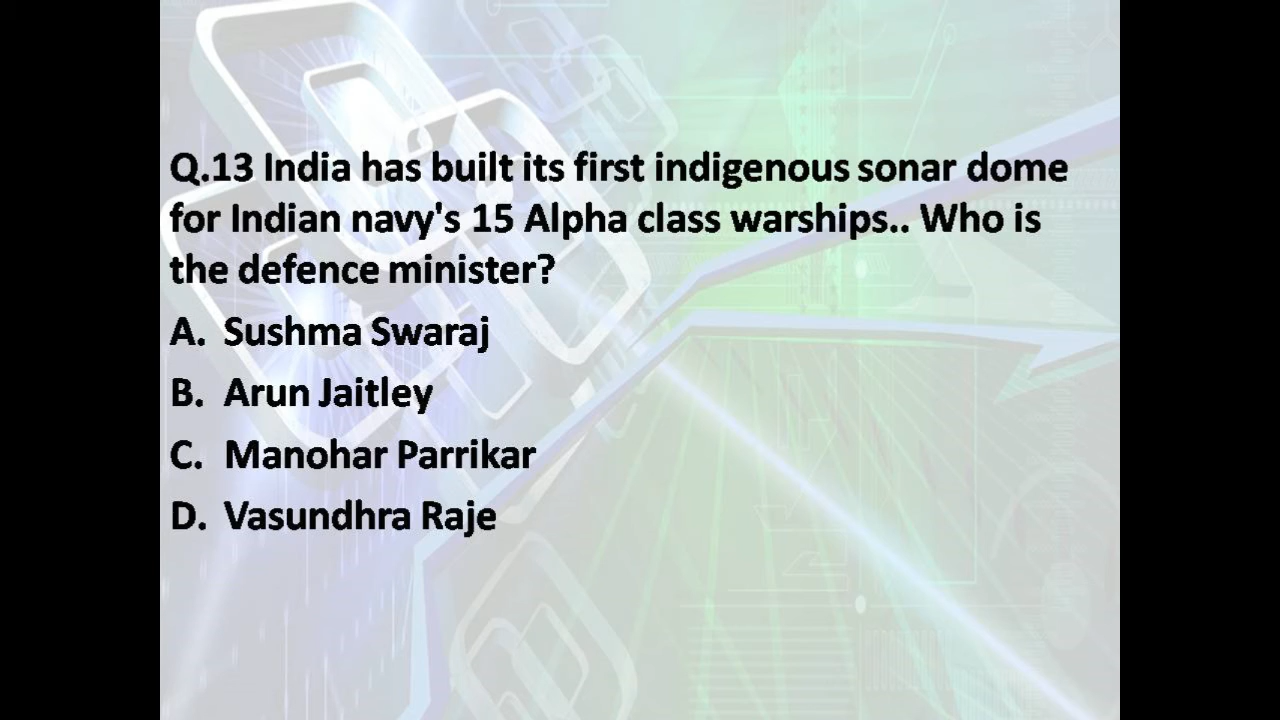 Q.13 India has built its first indigenous sonar dome
for Indian navy's 15 Alpha class warships.. Who is
the defence minister?
A. Sushma Swaraj
B. Arun Jaitley
C. Manohar Parrikar
D. Vasundhra Raje